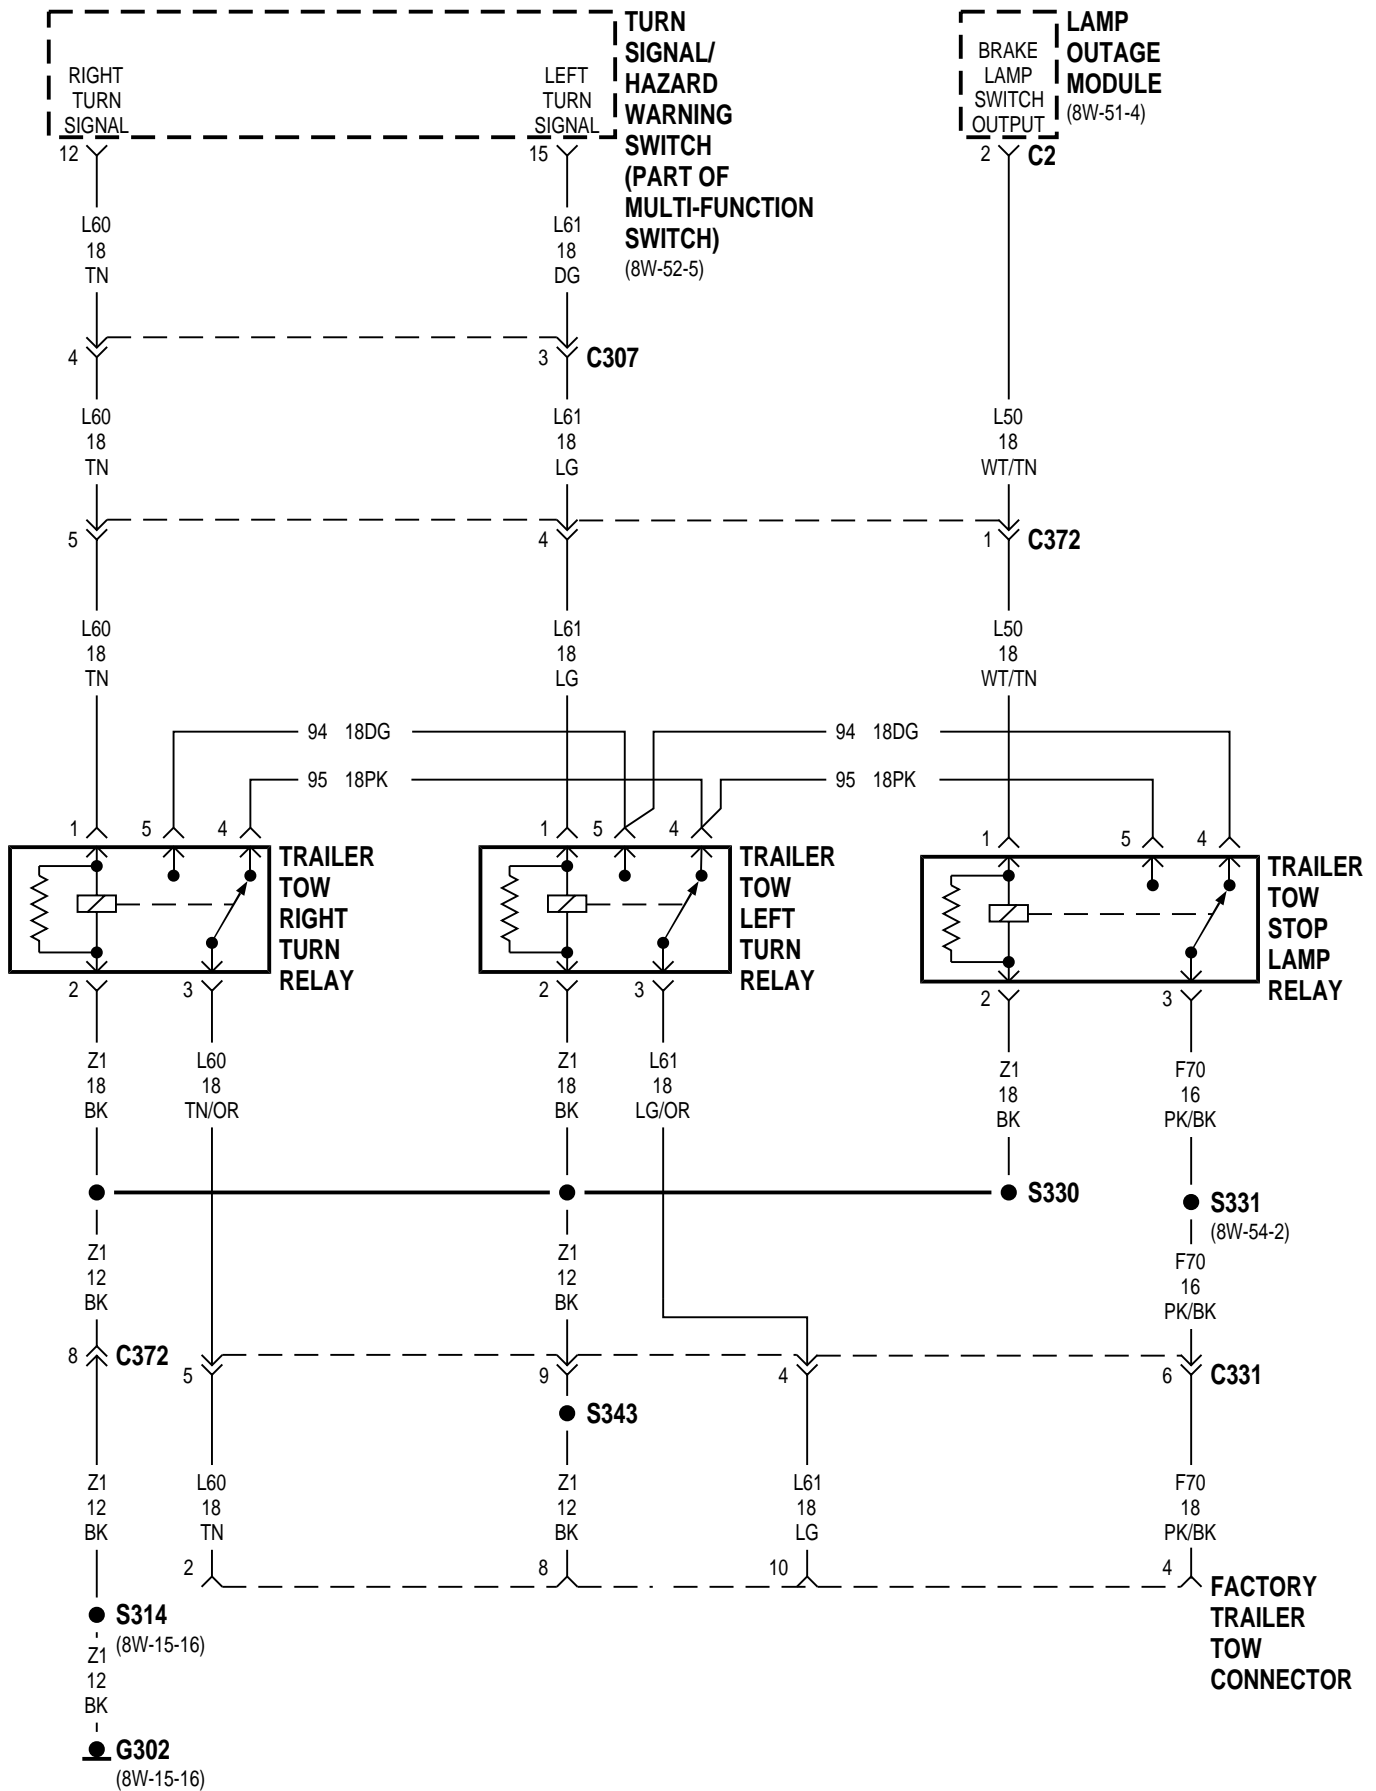 TURN
SIGNAL/
HAZARD
WARNING
SWITCH
(PART OF
MULTI-FUNCTION
SWITCH)
(8W-52-5)
RIGHT
TURN
SIGNAL
LEFT
TURN
SIGNAL
LAMP
OUTAGE
MODULE
(8W-51-4)
BRAKE
LAMP
SWITCH
OUTPUT
12
15
2
C2
L60
18
TN
L61
18
DG
4
3
C307
L60
18
TN
L61
18
LG
L50
18
WT/TN
5
4
1
C372
L60
18
TN
L61
18
LG
L50
18
WT/TN
94 18DG
94 18DG
95 18PK
95 18PK
1
5
4
1
5
4
1
5
4
TRAILER
TOW
RIGHT
TURN
RELAY
TRAILER
TOW
LEFT
TURN
RELAY
TRAILER
TOW
STOP
LAMP
RELAY
2
3
2
3
2
3
Z1
18
BK
L60
18
TN/OR
Z1
18
BK
L61
18
LG/OR
Z1
18
BK
F70
16
PK/BK
S330
S331
(8W-54-2)
Z1
12
BK
Z1
12
BK
F70
16
PK/BK
8
C372
5
9
4
6
C331
S343
Z1
12
BK
L60
18
TN
Z1
12
BK
L61
18
LG
F70
18
PK/BK
2
8
10
4
FACTORY
TRAILER
TOW
CONNECTOR
S314
(8W-15-16)
Z1
12
BK
G302
(8W-15-16)